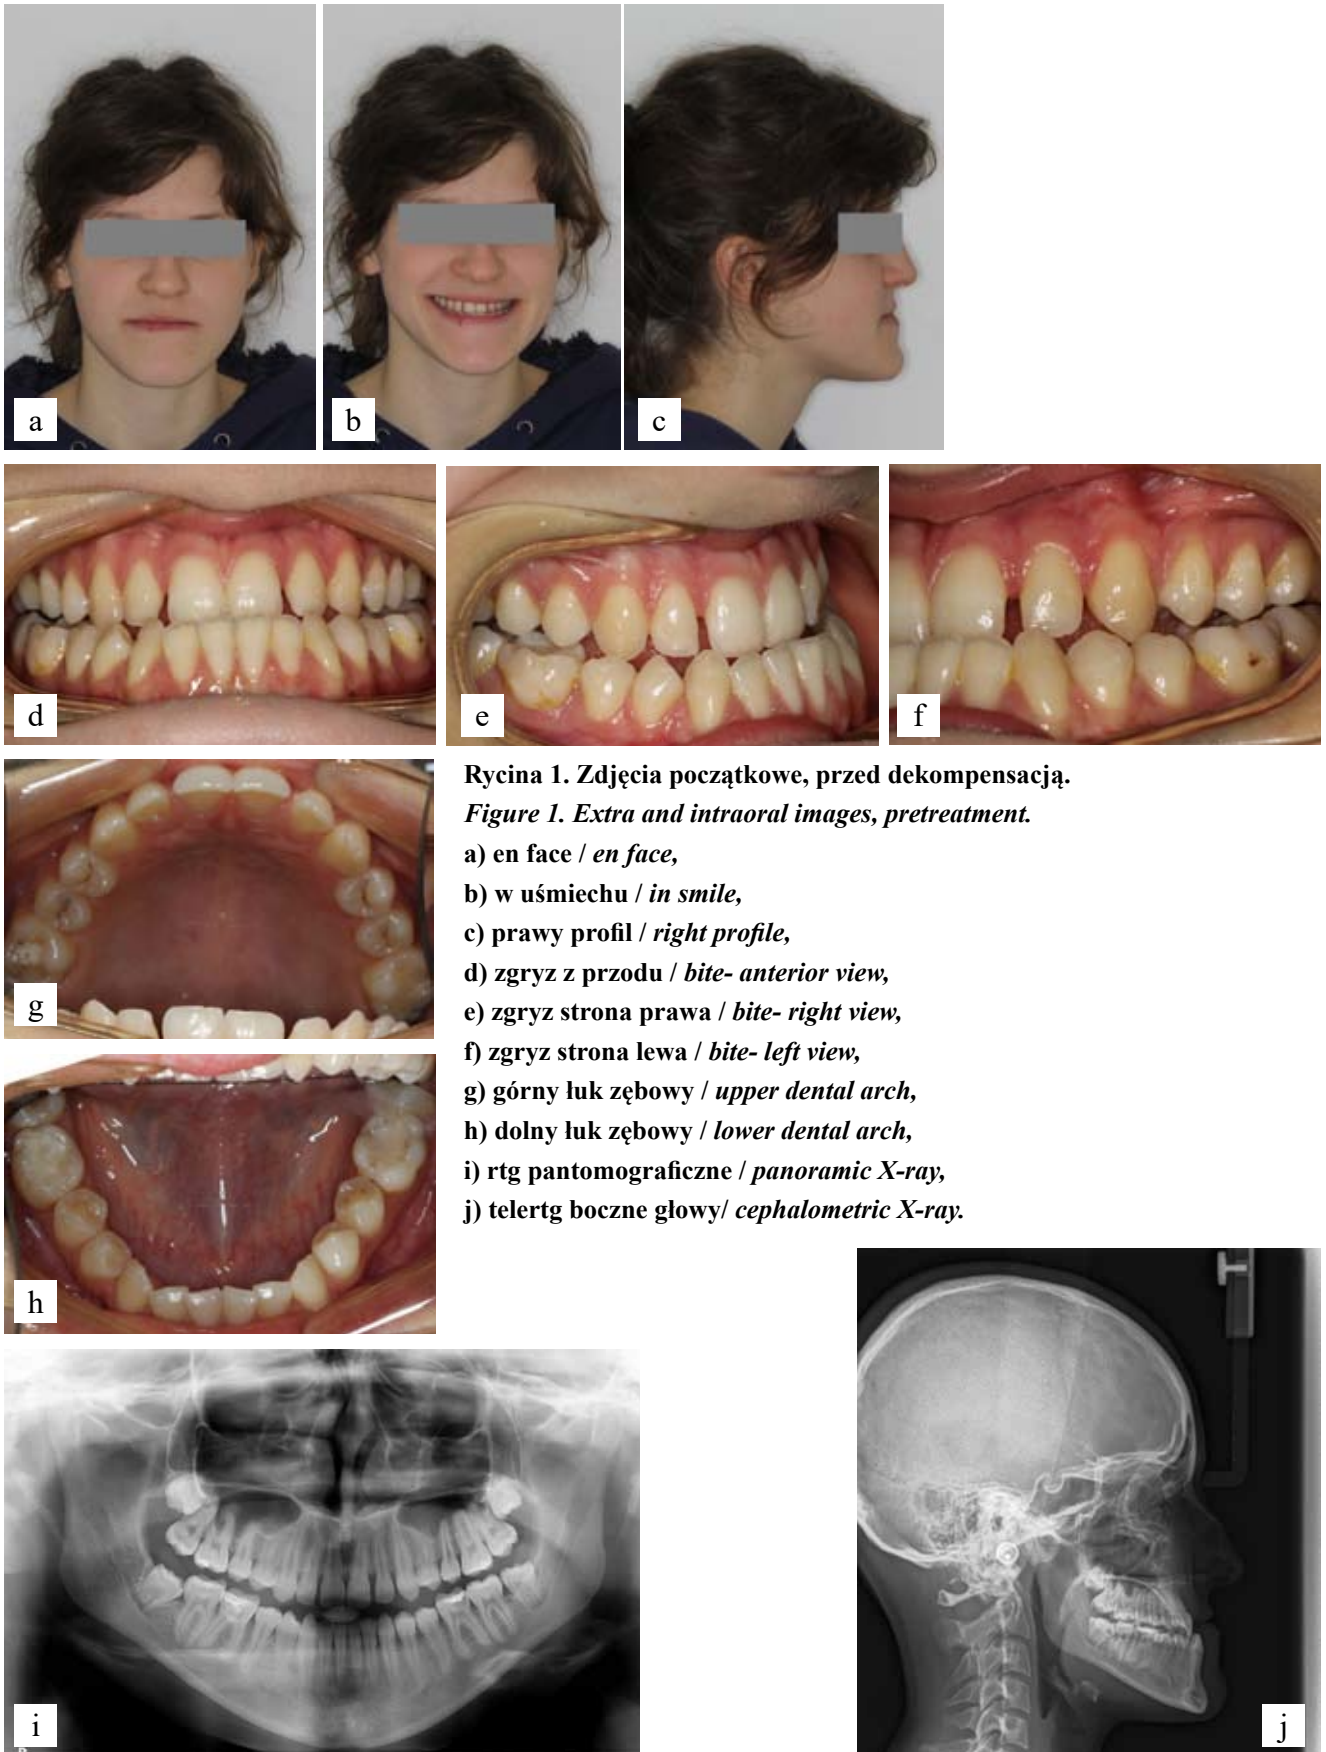 a
b
c
d
e
f
g
Rycina 1. Zdjęcia początkowe, przed dekompensacją.
Figure 1. Extra and intraoral images, pretreatment.
a) en face / en face,
b) w uśmiechu / in smile,
c) prawy profil / right profile,
d) zgryz z przodu / bite- anterior view,
e) zgryz strona prawa / bite- right view,
f) zgryz strona lewa / bite- left view,
g) górny łuk zębowy / upper dental arch,
h) dolny łuk zębowy / lower dental arch,
i) rtg pantomograficzne / panoramic X-ray,
j) telertg boczne głowy/ cephalometric X-ray.
h
i
j